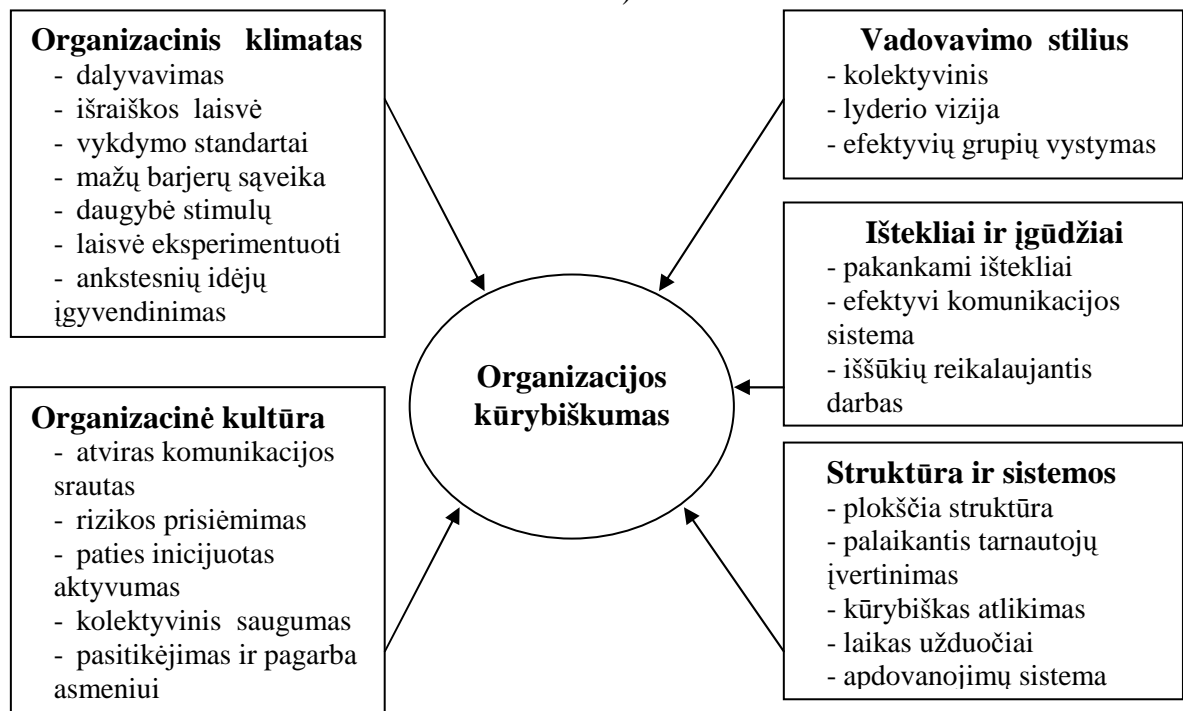 )
Organizacinis klimatas
- dalyvavimas
- išraiškos laisvė
- vykdymo standartai
- mažų barjerų sąveika
- daugybė stimulų
- laisvė eksperimentuoti
- ankstesnių idėjų
įgyvendinimas
Organizacinė kultūra
- atviras komunikacijos
srautas
- rizikos prisiėmimas
- paties inicijuotas
aktyvumas
- kolektyvinis saugumas
- pasitikėjimas ir pagarba
asmeniui
Organizacijos
kūrybiškumas
Vadovavimo stilius
- kolektyvinis
- lyderio vizija
- efektyvių grupių vystymas
Ištekliai ir įgūdžiai
- pakankami ištekliai
- efektyvi komunikacijos
sistema
- iššūkių reikalaujantis
darbas
Struktūra ir sistemos
- plokščia struktūra
- palaikantis tarnautojų
įvertinimas
- kūrybiškas atlikimas
- laikas užduočiai
- apdovanojimų sistema